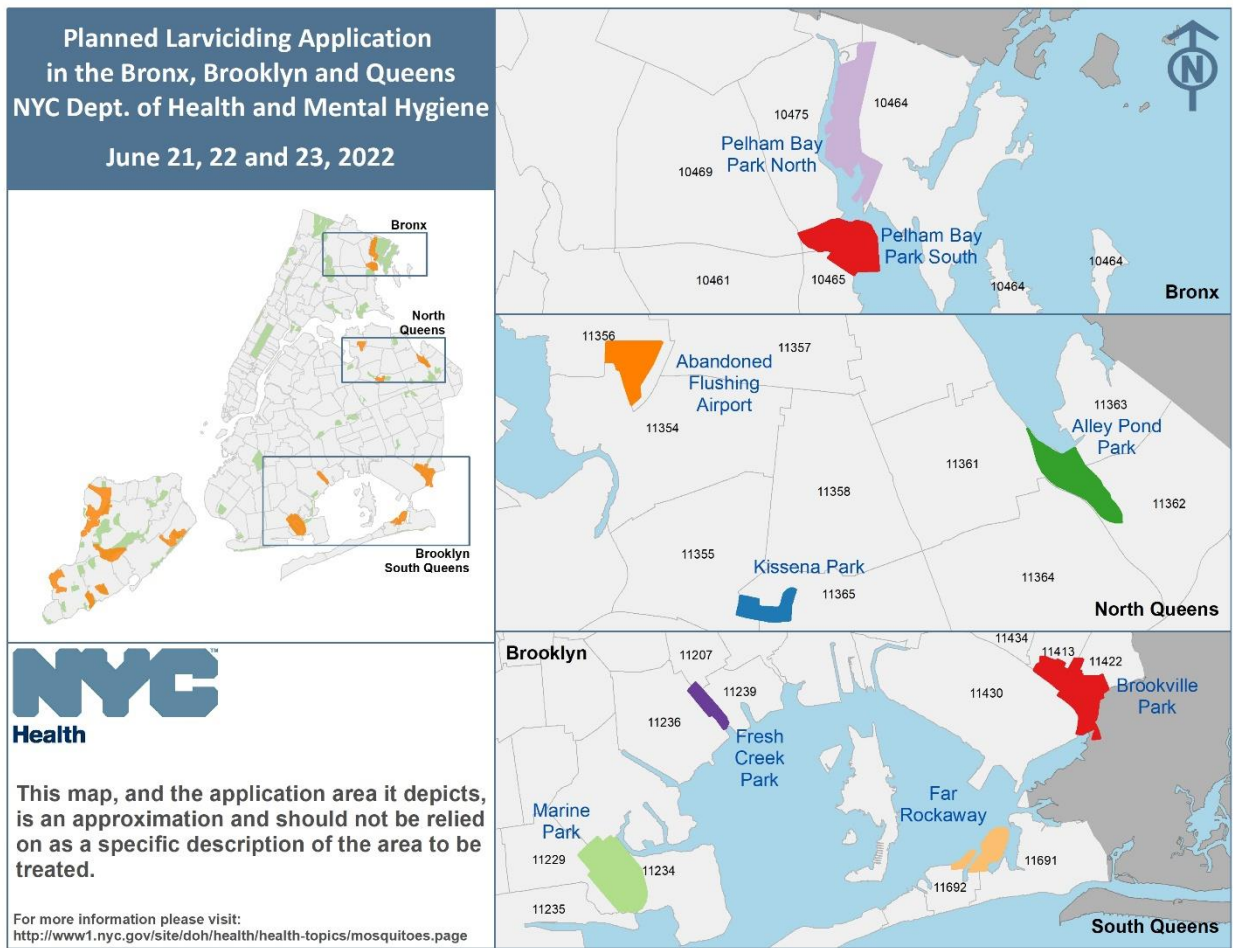 Planned Larviciding Application
in the Bronx, Brooklyn and Queens
NYC Dept. of Health and Mental Hygiene
June 21, 22 and 23, 2022
Bronx
North
Queens
Brooklyn
South Queens
NYC™
Health
This map, and the application area it depicts,
is an approximation and should not be relied
on as a specific description of the area to be
treated.
For more information please visit:
http://www1.nyc.gov/site/doh/health/health-topics/mosquitoes.page
N
10475
10464
Pelham Bay
Park North
10469
Pelham Bay
Park South
10461
10465
10464
10464
Bronx
11356
11357
Abandoned
Flushing
Airport
11354
11363
Alley Pond
Park
11361
11358
11362
11355
Kissena Park
11365
11364
North Queens
Brooklyn
11207
11239
11236
Fresh
Creek
Park
11434
11413
11422
11430
Brookville
Park
Marine
Park
Far
Rockaway
11229
11234
11235
11691
11692
South Queens